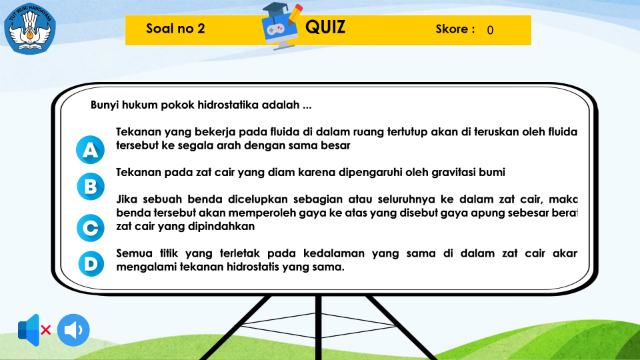 TUT WURI HANDAYANI
Soal no 2
QUIZ
Skore : 0
Bunyi hukum pokok hidrostatika adalah ...
A
Tekanan yang bekerja pada fluida di dalam ruang tertutup akan di teruskan oleh fluida
tersebut ke segala arah dengan sama besar
B
Tekanan pada zat cair yang diam karena dipengaruhi oleh gravitasi bumi
C
Jika sebuah benda dicelupkan sebagian atau seluruhnya ke dalam zat cair, maka
benda tersebut akan memperoleh gaya ke atas yang disebut gaya apung sebesar berat
zat cair yang dipindahkan
D
Semua titik yang terletak pada kedalaman yang sama di dalam zat cair akan
mengalami tekanan hidrostatis yang sama.